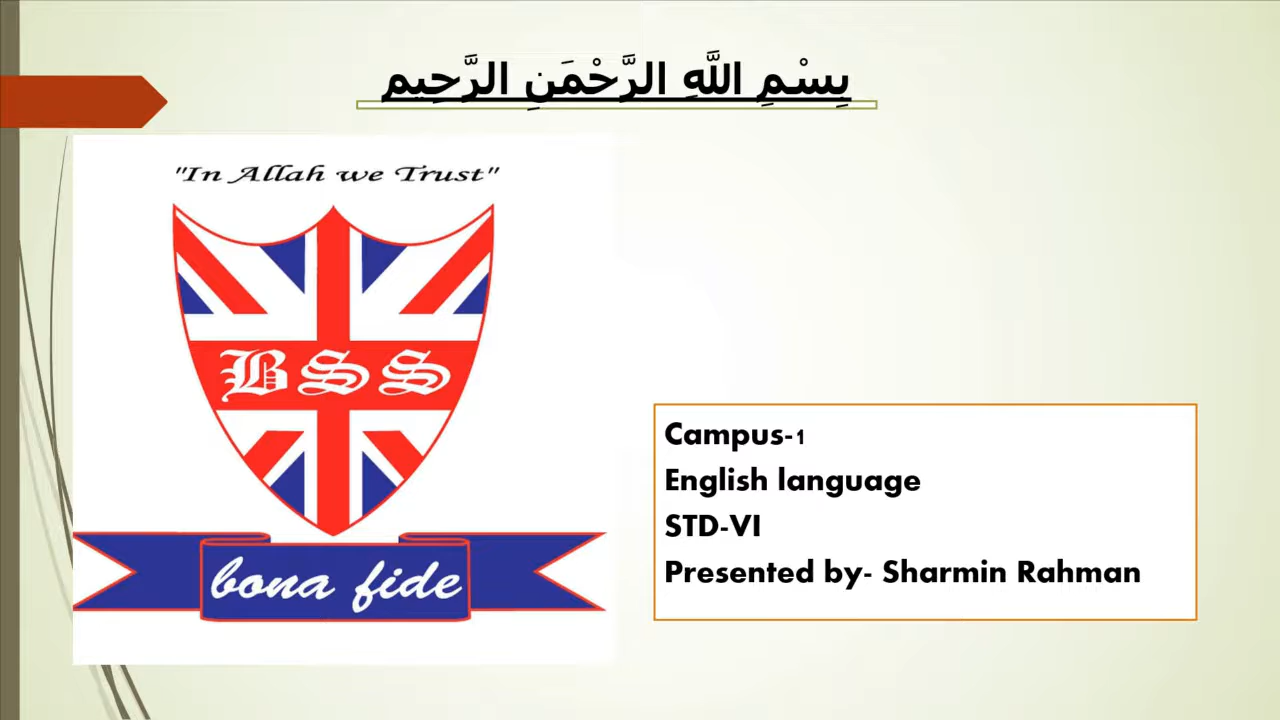 بِسْمِ اللَّهِ الرَّحْمَنِ الرَّحِيم
"In Allah we Trust"
BSS
bona fide
Campus-1
English language
STD-VI
Presented by- Sharmin Rahman